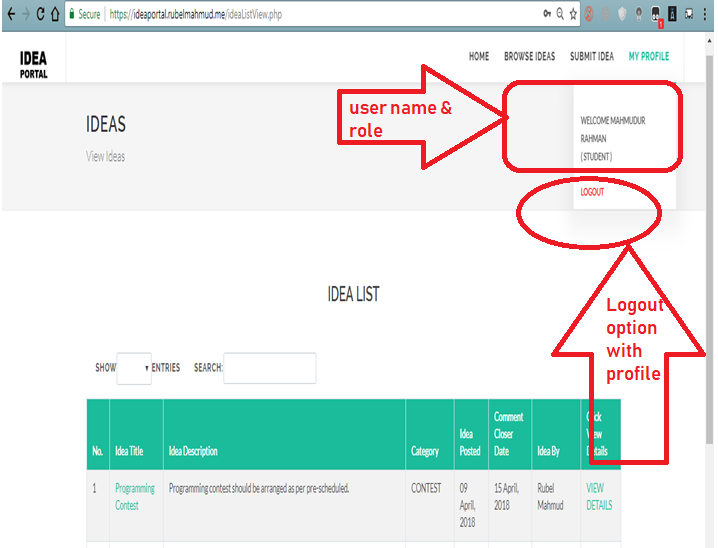 Secure | https://ideaportal.rubelmahmud.me/ideaListView.php
1
IDEA
PORTAL
HOME BROWSE IDEAS SUBMIT IDEA MY PROFILE
IDEAS
View Ideas
user name &
role
WELCOME MAHMUDUR
RAHMAN
( STUDENT )
LOGOUT
Logout
option
with
profile
IDEA LIST
SHOW ENTRIES SEARCH:
No. Idea Title Idea Description Category
Idea
Posted
Comment
Closer
Date
Idea By
Click
View
Details
1
Programming
Contest
Programming contest should be arranged as per pre-scheduled.
CONTEST
09
April,
2018
15 April,
2018
Rubel
Mahmud
VIEW
DETAILS